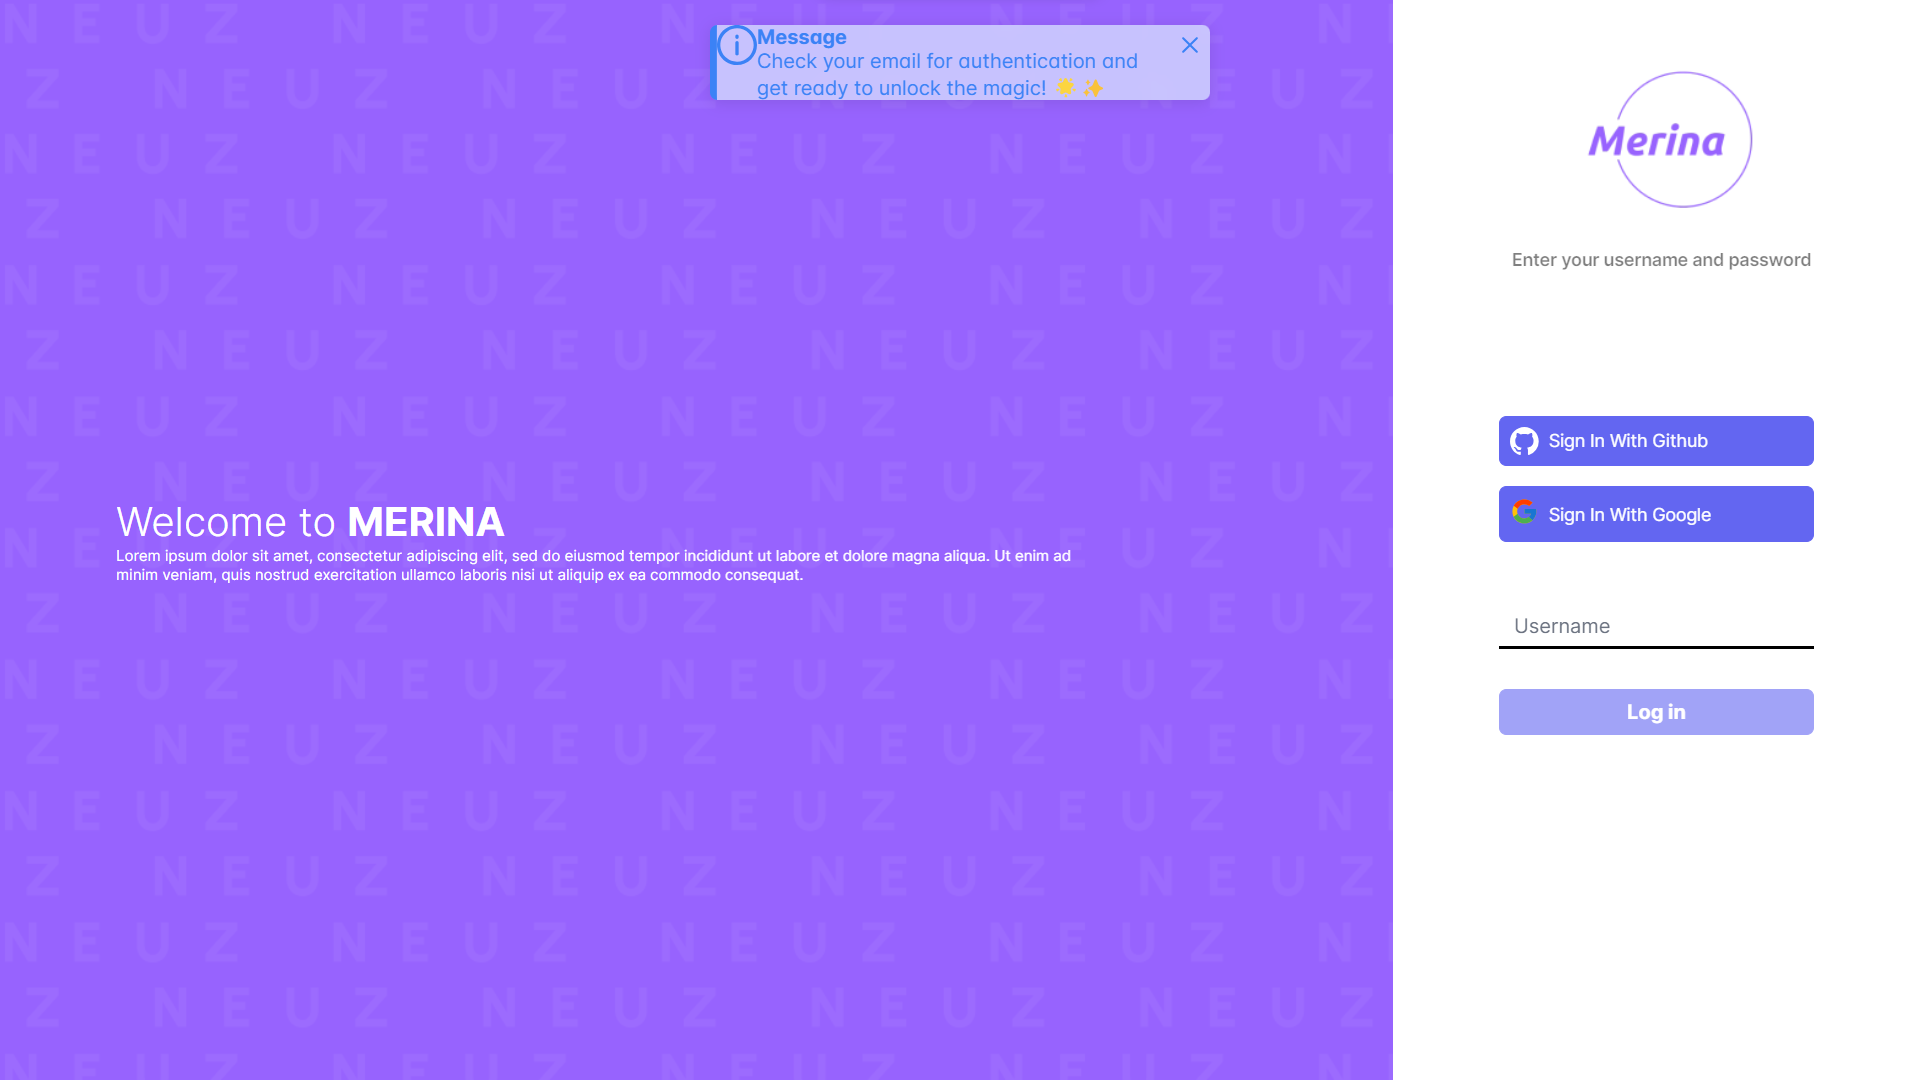 Message
Check your email for authentication and
get ready to unlock the magic! 🌟 ✨
Welcome to MERINA
Lorem ipsum dolor sit amet, consectetur adipiscing elit, sed do eiusmod tempor incididunt ut labore et dolore magna aliqua. Ut enim ad
minim veniam, quis nostrud exercitation ullamco laboris nisi ut aliquip ex ea commodo consequat.
Merina
Enter your username and password
Sign In With Github
Sign In With Google
Username
Log in
NEUZ